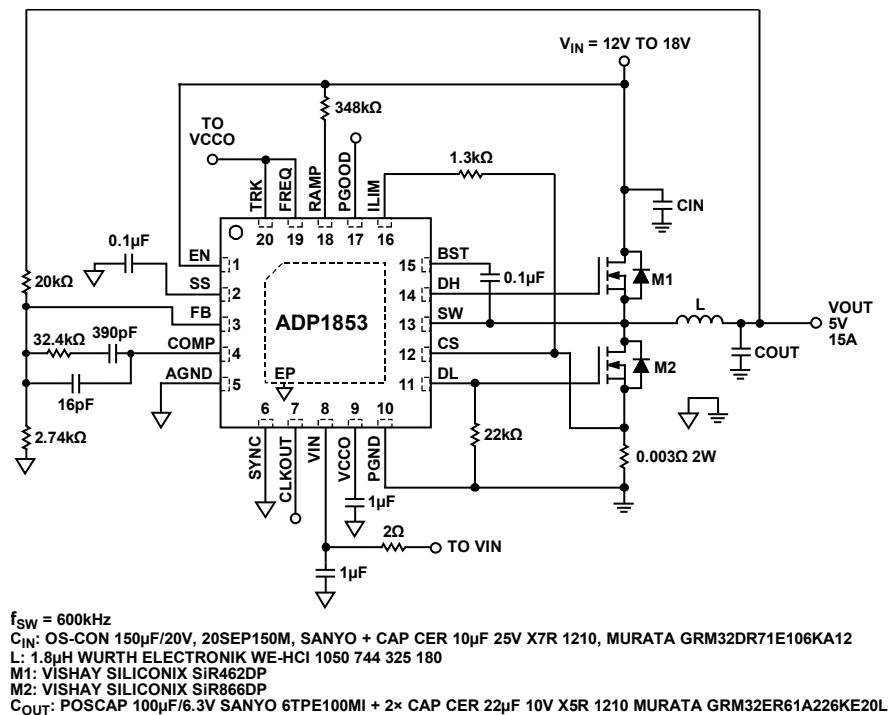 V_IN = 12V TO 18V
348kΩ
TO
VCCO
1.3kΩ
TRK
FREQ
RAMP
PGOOD
ILIM
CIN
20 19 18 17 16
0.1µF
EN
1
SS
2
FB
3
COMP
4
AGND
5
20kΩ
32.4kΩ
390pF
16pF
2.74kΩ
ADP1853
EP
15
BST
14
DH
13
SW
12
CS
11
DL
0.1µF
M1
L
VOUT
5V
15A
COUT
M2
6 7 8 9 10
SYNC
CLKOUT
VIN
VCCO
PGND
22kΩ
0.003Ω 2W
1µF
2Ω
TO VIN
1µF
f_SW = 600kHz
C_IN: OS-CON 150µF/20V, 20SEP150M, SANYO + CAP CER 10µF 25V X7R 1210, MURATA GRM32DR71E106KA12
L: 1.8µH WURTH ELECTRONIK WE-HCI 1050 744 325 180
M1: VISHAY SILICONIX SiR462DP
M2: VISHAY SILICONIX SiR866DP
C_OUT: POSCAP 100µF/6.3V SANYO 6TPE100MI + 2× CAP CER 22µF 10V X5R 1210 MURATA GRM32ER61A226KE20L